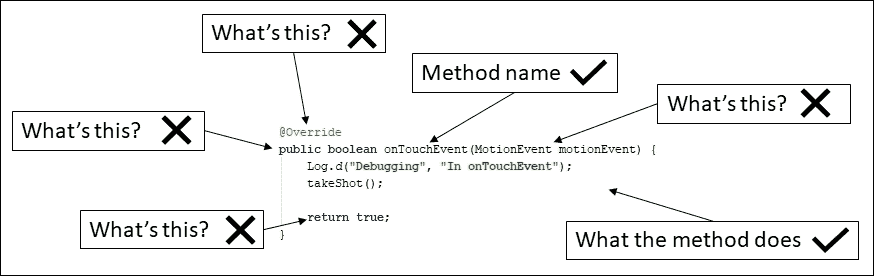 What's this?
Method name
What's this?
What's this?
@Override
public boolean onTouchEvent(MotionEvent motionEvent) {
Log.d("Debugging", "In onTouchEvent");
takeShot();
return true;
}
What's this?
What the method does